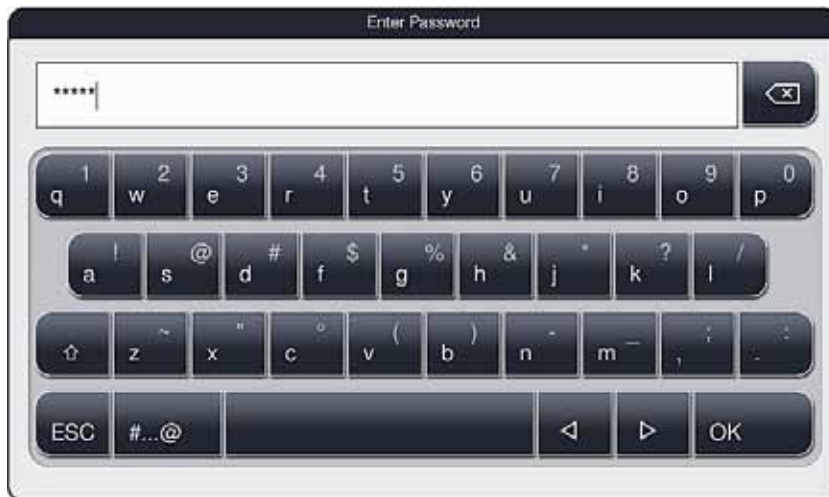 Enter Password
*****
1 2 3 4 5 6 7 8 9 0
q w e r t y u i o p
! @ # $ % & * ? /
a s d f g h j k l
~ " ° ( ) - _ ; :
z x c v b n m , .
ESC #...@ OK